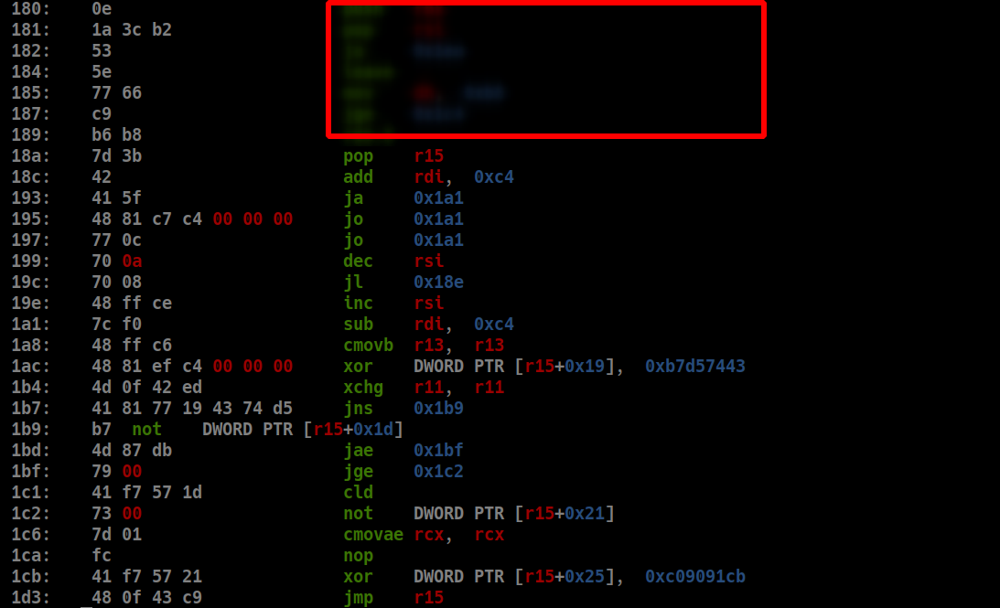 180: 0e
181: 1a 3c b2
182: 53
184: 5e
185: 77 66
187: c9
189: b6 b8
18a: 7d 3b pop r15
18c: 42 add rdi, 0xc4
193: 41 5f ja 0x1a1
195: 48 81 c7 c4 00 00 00 jo 0x1a1
197: 77 0c jo 0x1a1
199: 70 0a dec rsi
19c: 70 08 jl 0x18e
19e: 48 ff ce inc rsi
1a1: 7c f0 sub rdi, 0xc4
1a8: 48 ff c6 cmovb r13, r13
1ac: 48 81 ef c4 00 00 00 xor DWORD PTR [r15+0x19], 0xb7d57443
1b4: 4d 0f 42 ed xchg r11, r11
1b7: 41 81 77 19 43 74 d5 jns 0x1b9
1b9: b7 not DWORD PTR [r15+0x1d]
1bd: 4d 87 db jae 0x1bf
1bf: 79 00 jge 0x1c2
1c1: 41 f7 57 1d cld
1c2: 73 00 not DWORD PTR [r15+0x21]
1c6: 7d 01 cmovae rcx, rcx
1ca: fc nop
1cb: 41 f7 57 21 xor DWORD PTR [r15+0x25], 0xc09091cb
1d3: 48 0f 43 c9 jmp r15